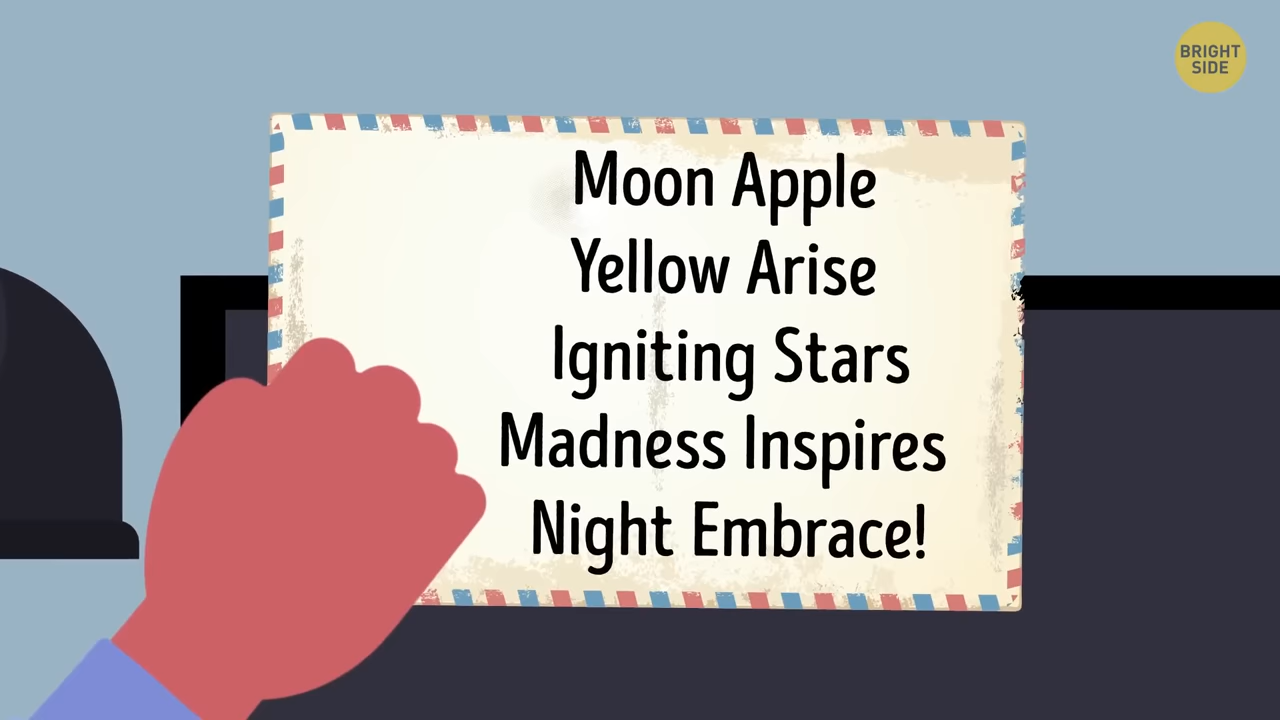 BRIGHT
SIDE
Moon Apple
Yellow Arise
Igniting Stars
Madness Inspires
Night Embrace!